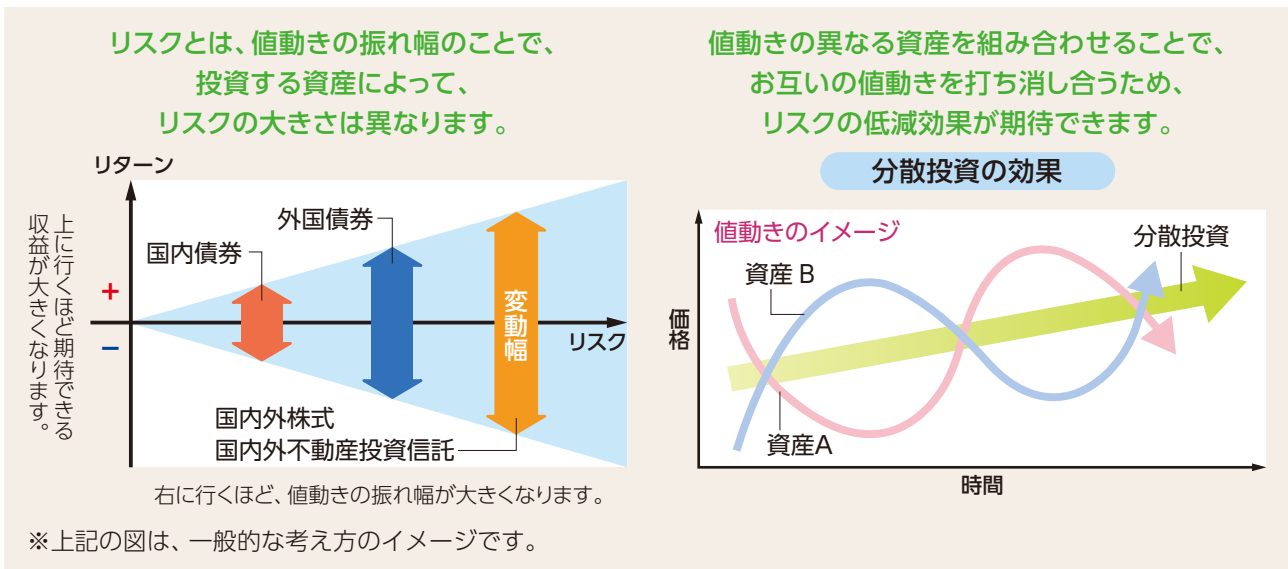 リスクとは、値動きの振れ幅のことで、
投資する資産によって、
リスクの大きさは異なります。
リターン
上に行くほど期待できる
収益が大きくなります。
+
−
国内債券
外国債券
変動幅
リスク
国内外株式
国内外不動産投資信託
右に行くほど、値動きの振れ幅が大きくなります。
値動きの異なる資産を組み合わせることで、
お互いの値動きを打ち消し合うため、
リスクの低減効果が期待できます。
分散投資の効果
値動きのイメージ
分散投資
資産 B
価格
資産A
時間
※上記の図は、一般的な考え方のイメージです。